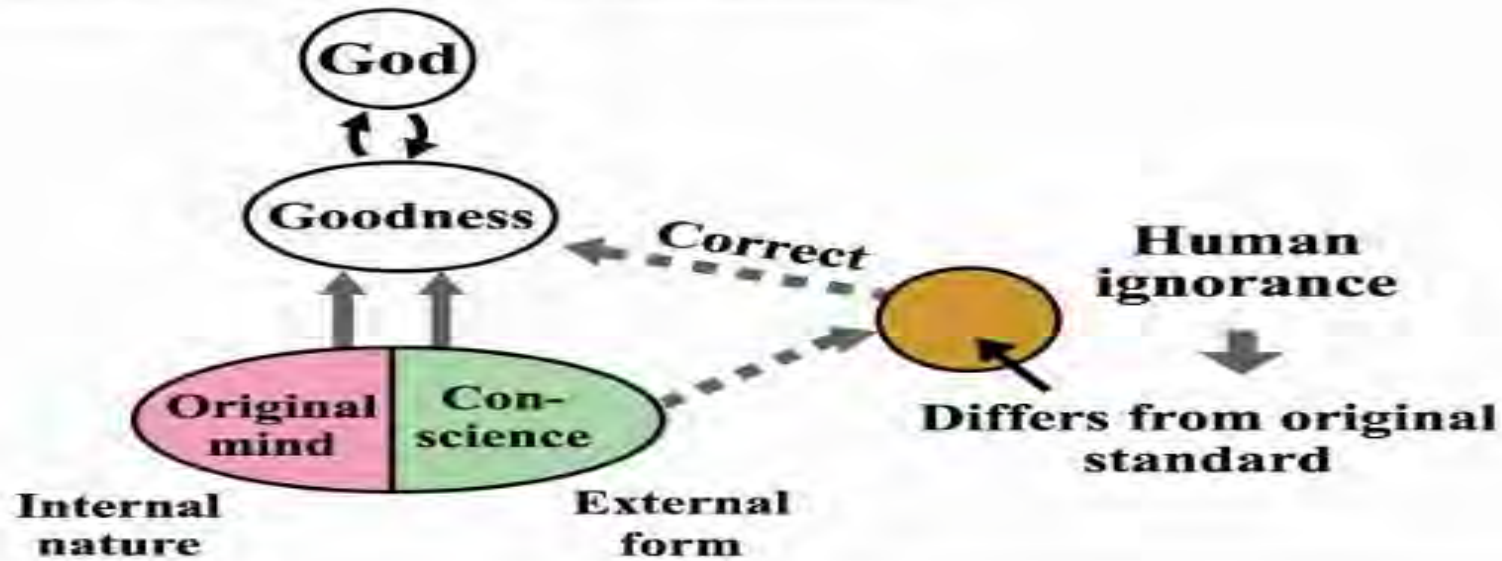 God
Goodness
Correct
Human
ignorance
Original
mind
Con-
science
Differs from original
standard
Internal
nature
External
form